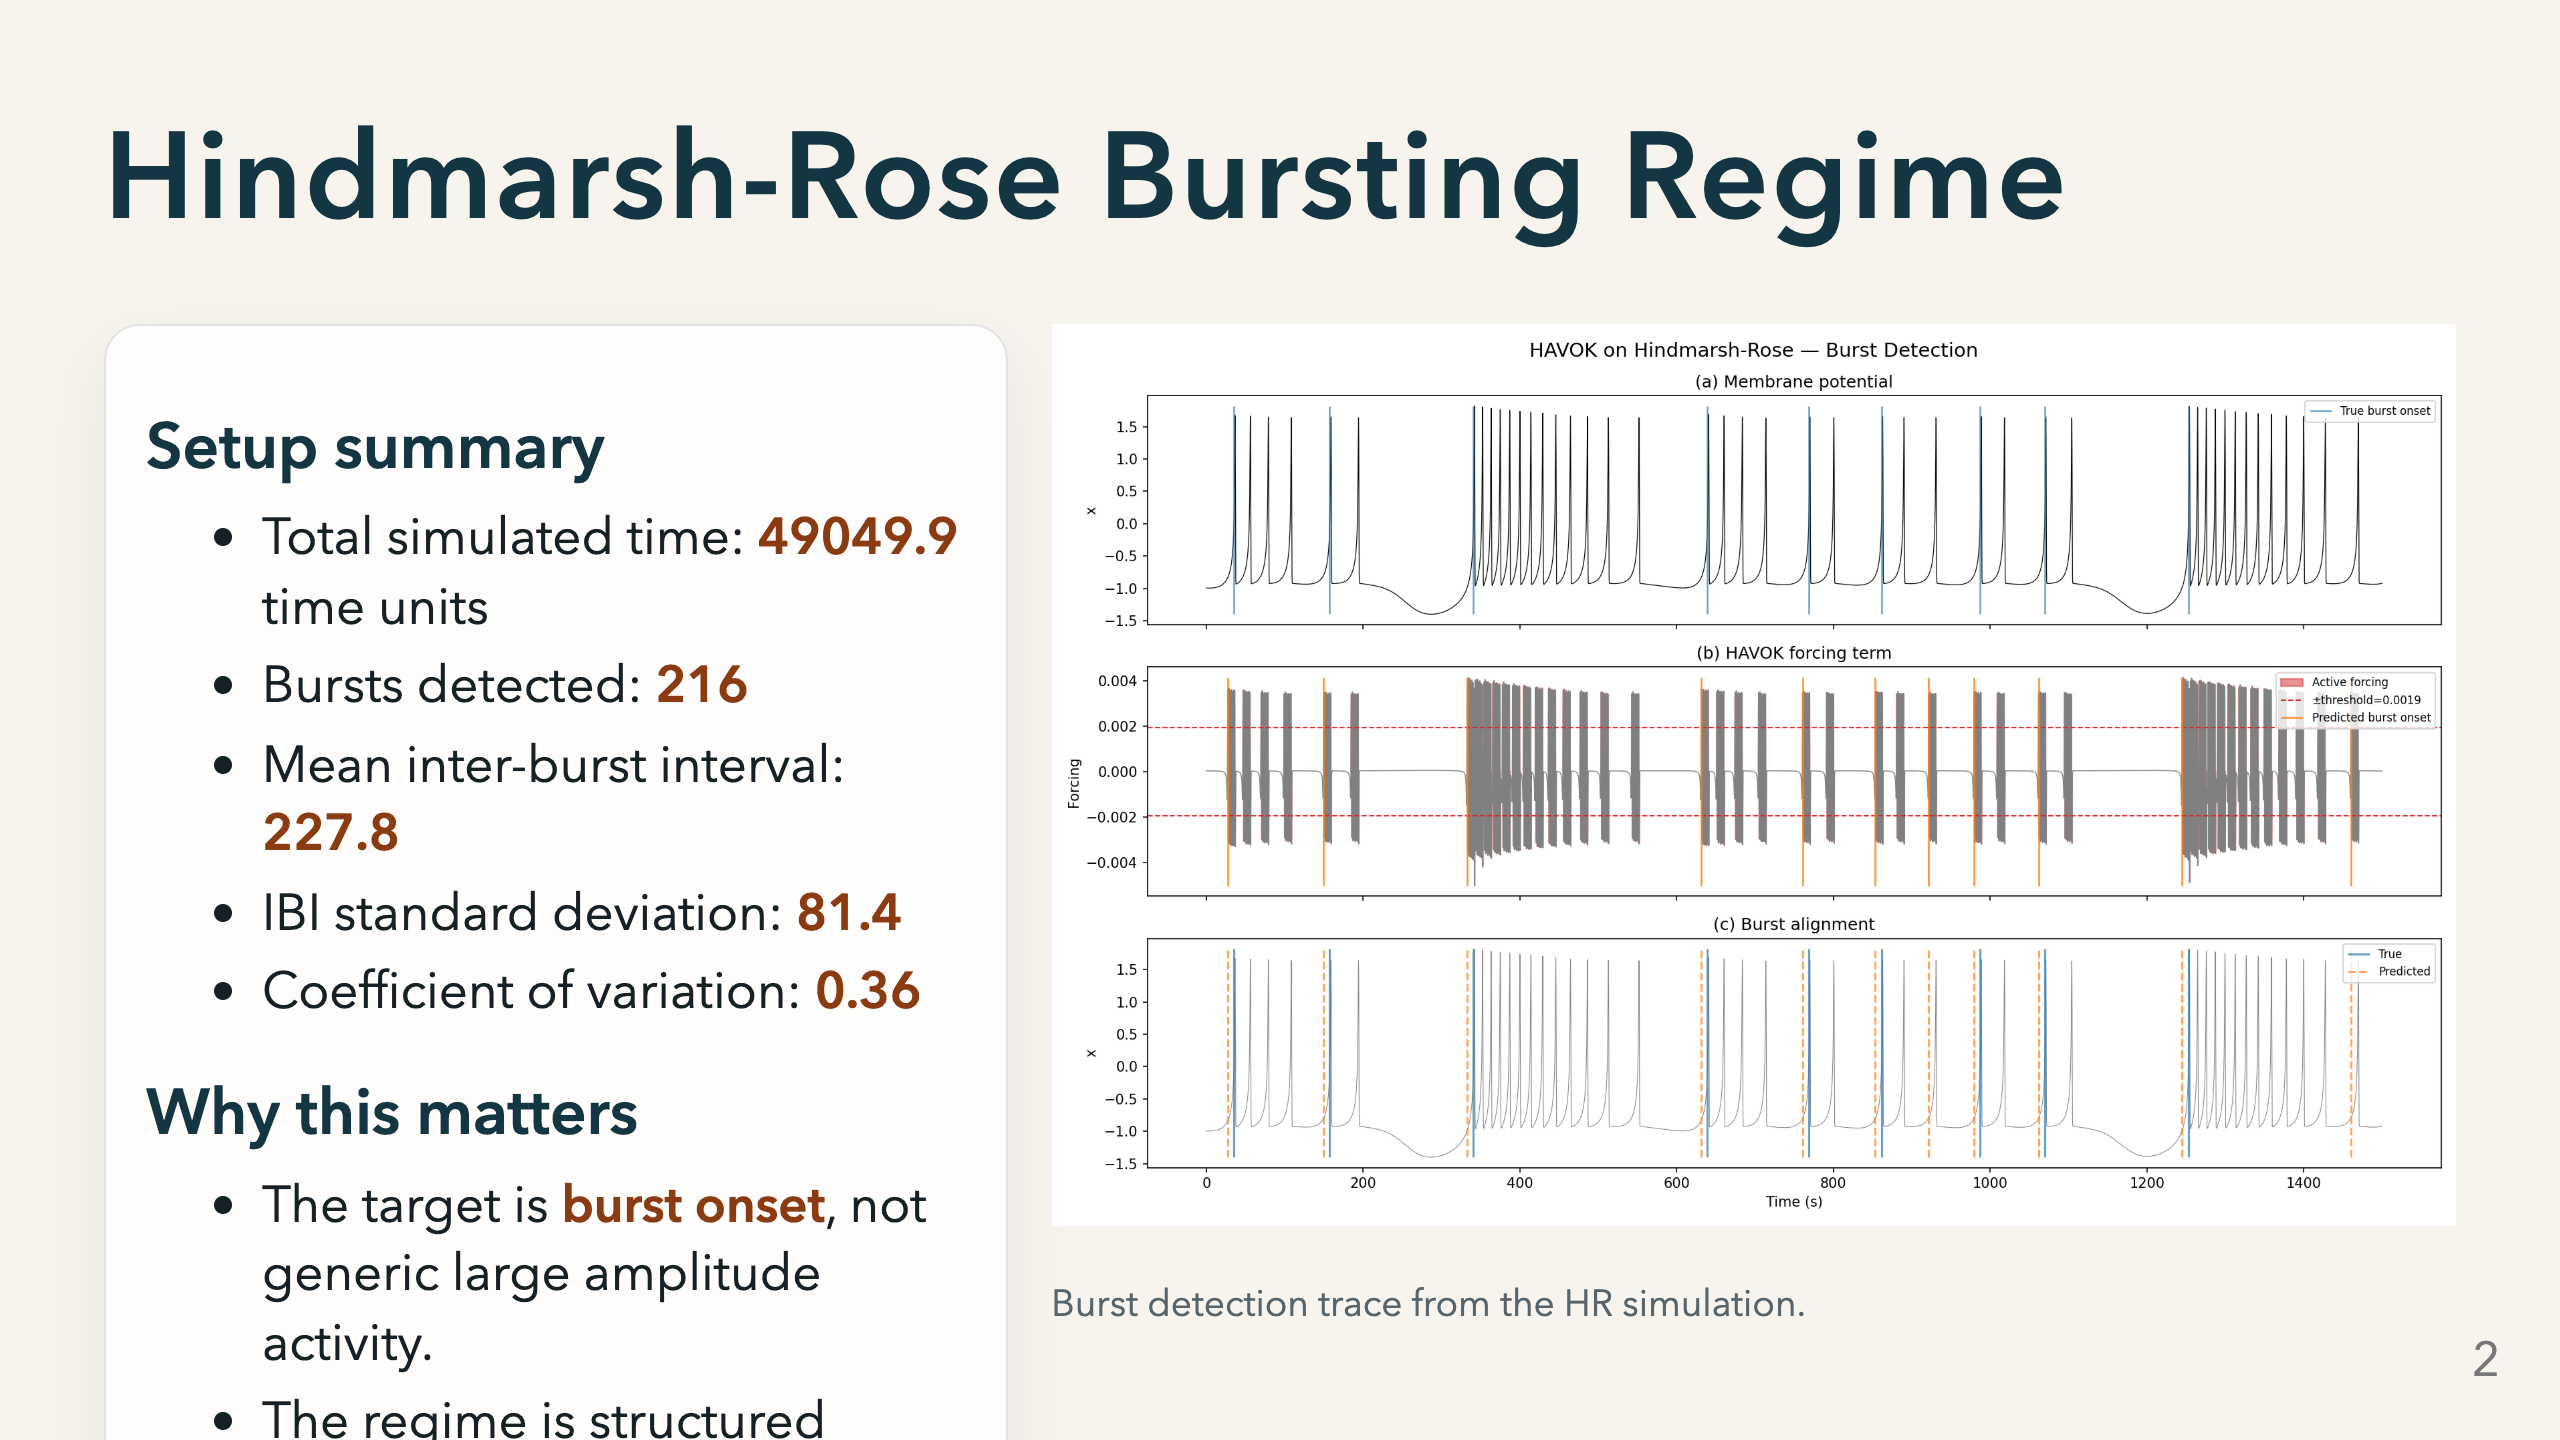 Hindmarsh-Rose Bursting Regime
Setup summary
• Total simulated time: 49049.9
time units
• Bursts detected: 216
• Mean inter-burst interval:
227.8
• IBI standard deviation: 81.4
• Coefficient of variation: 0.36
Why this matters
• The target is burst onset, not
generic large amplitude
activity.
• The regime is structured
HAVOK on Hindmarsh-Rose — Burst Detection
(a) Membrane potential
True burst onset
1.5
1.0
0.5
0.0
−0.5
−1.0
−1.5
x
(b) HAVOK forcing term
Active forcing
±threshold=0.0019
Predicted burst onset
0.004
0.002
0.000
−0.002
−0.004
Forcing
(c) Burst alignment
True
Predicted
1.5
1.0
0.5
0.0
−0.5
−1.0
−1.5
x
0 200 400 600 800 1000 1200 1400
Time (s)
Burst detection trace from the HR simulation.
2